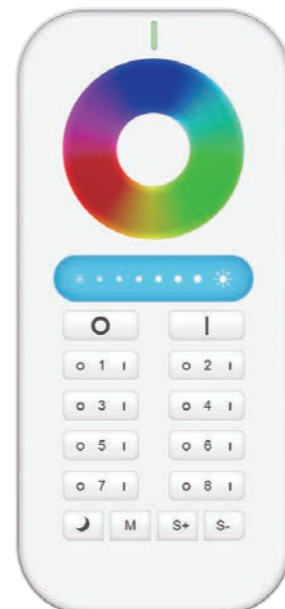 O I
O 1 I O 2 I
O 3 I O 4 I
O 5 I O 6 I
O 7 I O 8 I
M S+ S-